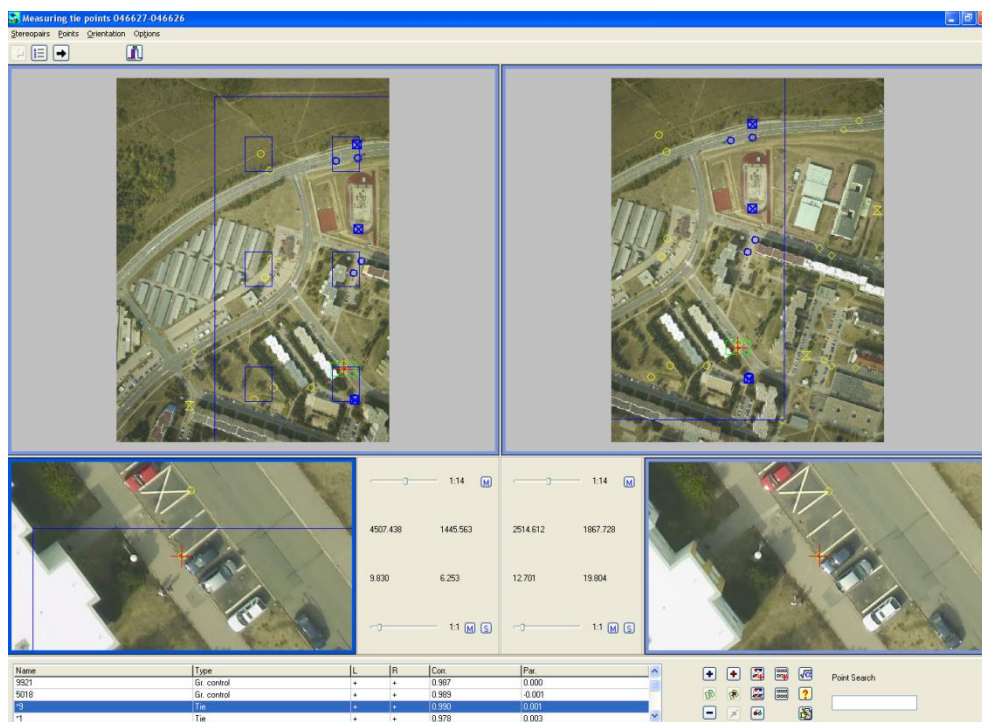 Measuring tie points 046627-046626
Stereopairs Points Orientation Options
1:14 M 1:14 M
4507.438 1445.563 2514.612 1867.728
9.830 6.253 12.701 19.804
1:1 M S 1:1 M S
Name Type L R Corr. Par.
9921 Gr. control + + 0.987 0.000
5018 Gr. control + + 0.989 -0.001
*9 Tie + + 0.990 0.001
*1 Tie + + 0.978 0.003
Point Search